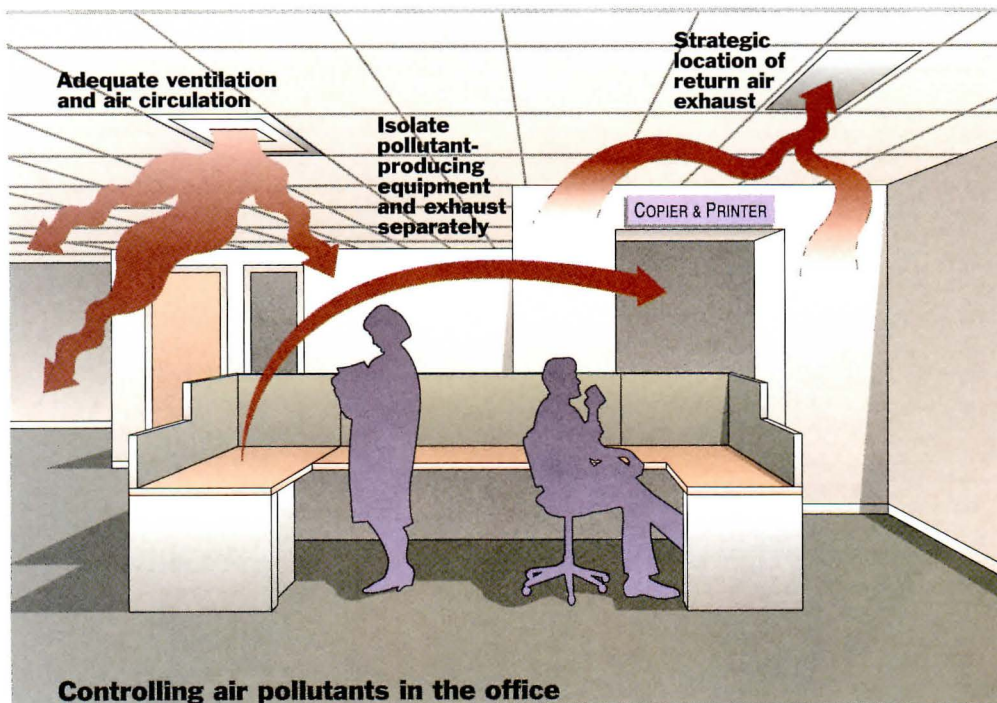 Adequate ventilation
and air circulation
Isolate
pollutant-
producing
equipment
and exhaust
separately
Strategic
location of
return air
exhaust
COPIER & PRINTER
Controlling air pollutants in the office